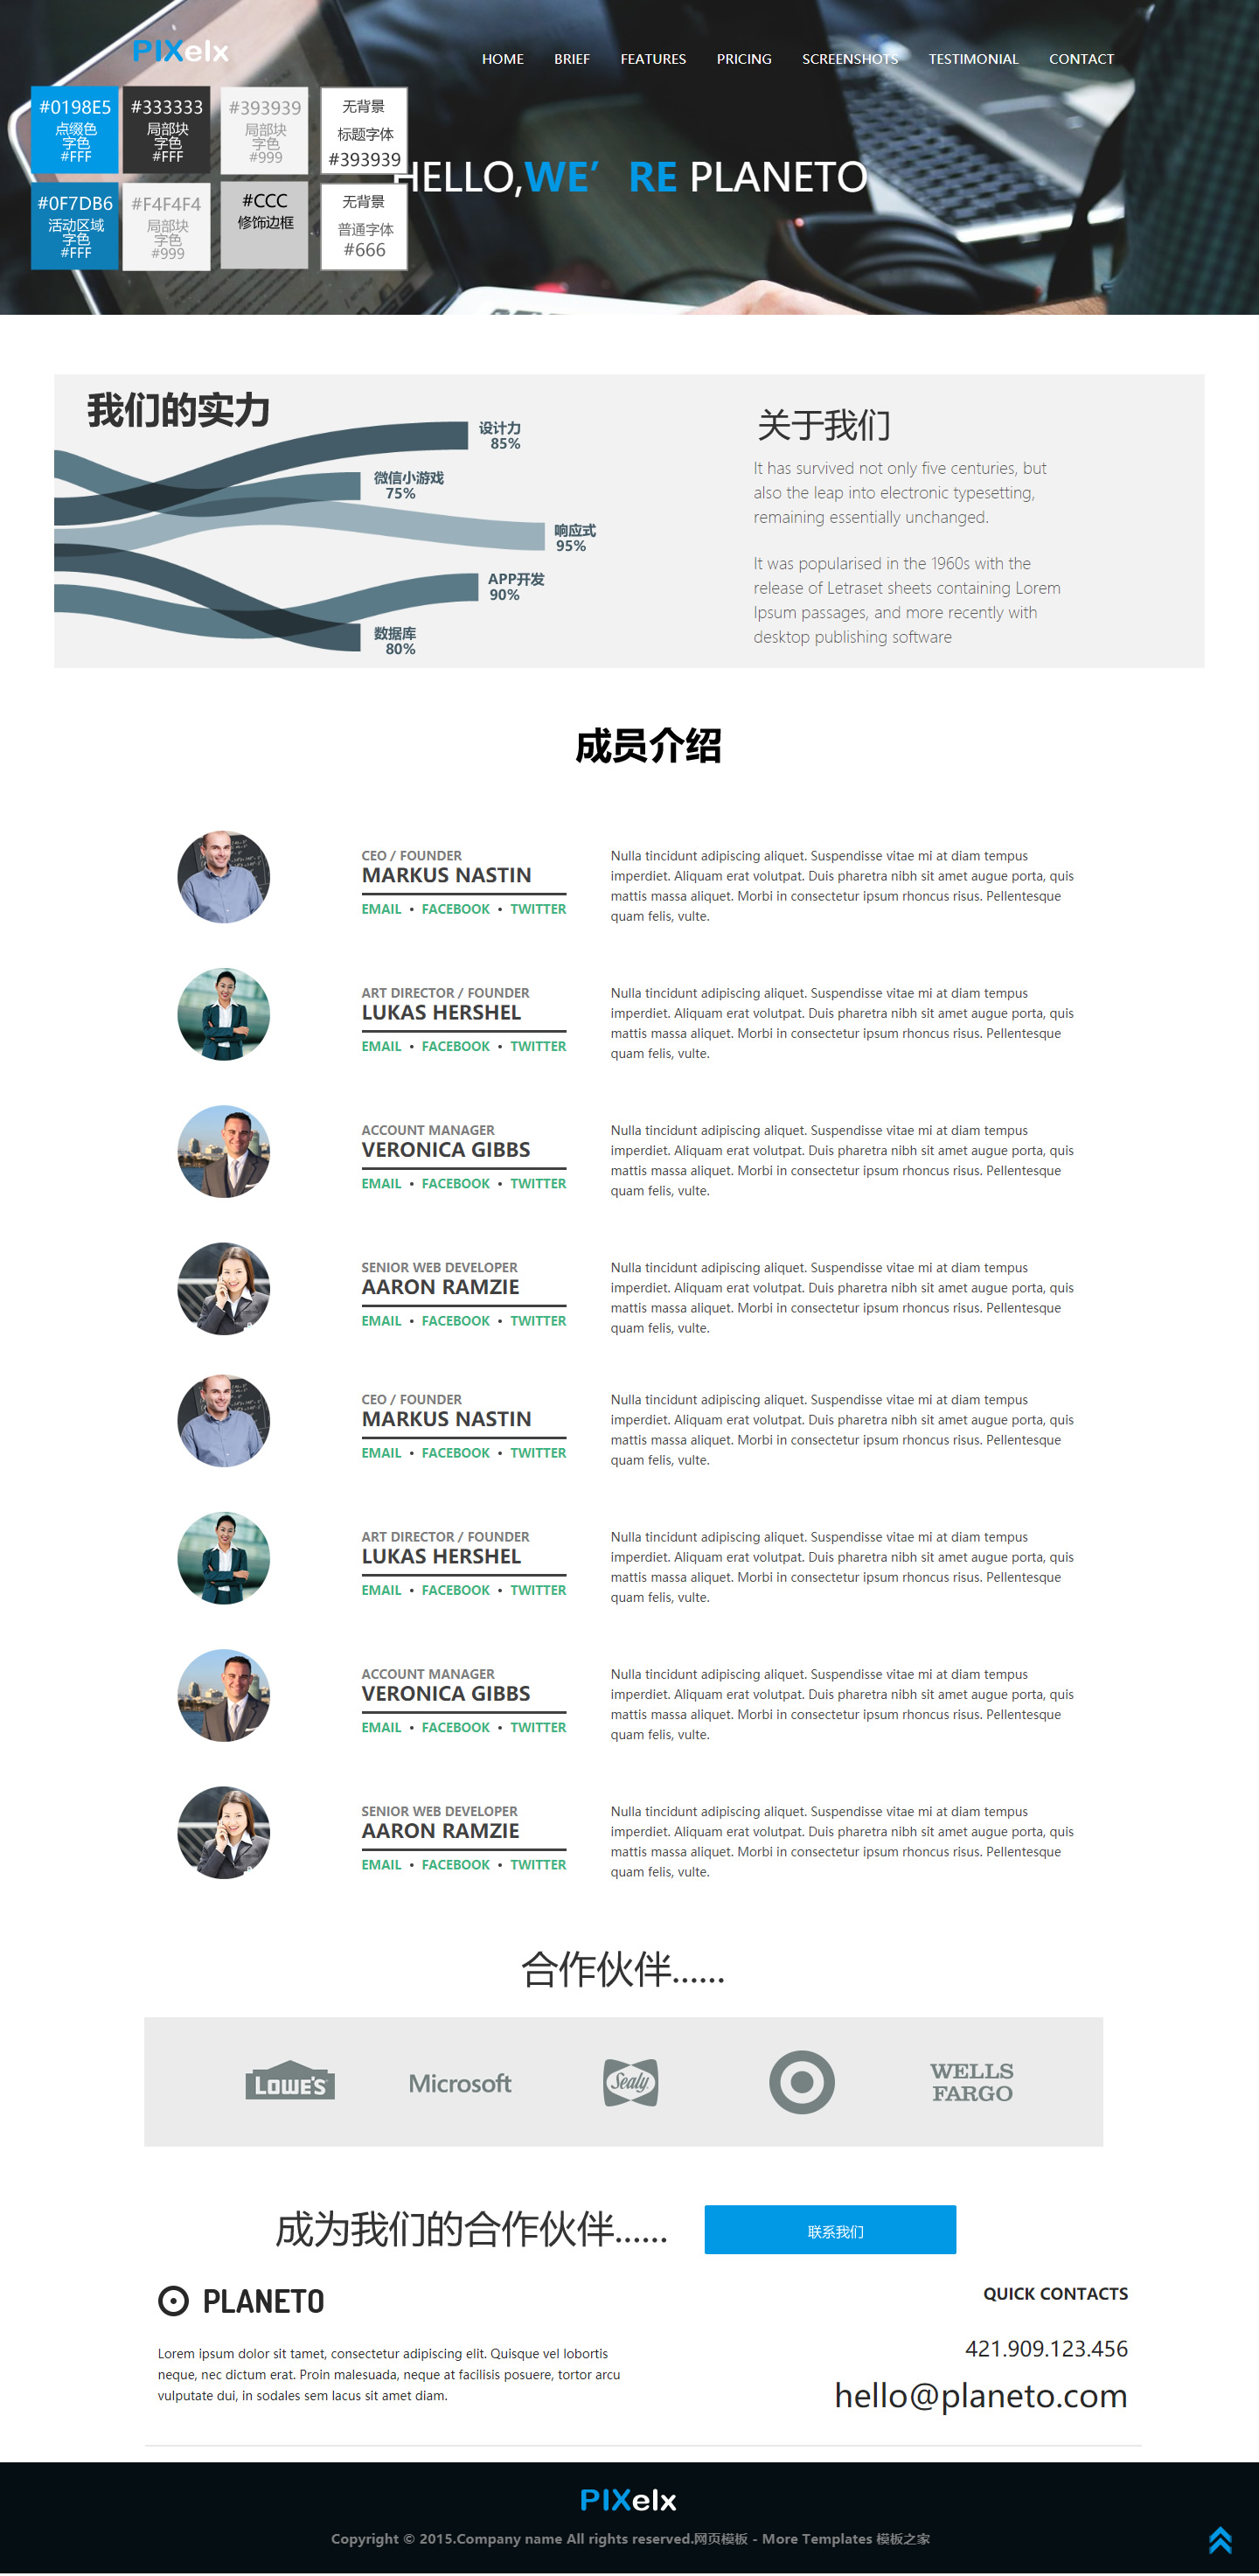 PIXelx
HOME BRIEF FEATURES PRICING SCREENSHOTS TESTIMONIAL CONTACT
#0198E5
点缀色
字色
#FFF
#333333
局部块
字色
#FFF
#393939
局部块
字色
#999
无背景
标题字体
#393939
HELLO,WE’RE PLANETO
#0F7DB6
活动区域
字色
#FFF
#F4F4F4
局部块
字色
#999
#CCC
修饰边框
无背景
普通字体
#666
我们的实力
设计力
85%
微信小游戏
75%
响应式
95%
APP开发
90%
数据库
80%
关于我们
It has survived not only five centuries, but
also the leap into electronic typesetting,
remaining essentially unchanged.
It was popularised in the 1960s with the
release of Letraset sheets containing Lorem
Ipsum passages, and more recently with
desktop publishing software
成员介绍
CEO / FOUNDER
MARKUS NASTIN
EMAIL • FACEBOOK • TWITTER
Nulla tincidunt adipiscing aliquet. Suspendisse vitae mi at diam tempus
imperdiet. Aliquam erat volutpat. Duis pharetra nibh sit amet augue porta, quis
mattis massa aliquet. Morbi in consectetur ipsum rhoncus risus. Pellentesque
quam felis, vulte.
ART DIRECTOR / FOUNDER
LUKAS HERSHEL
EMAIL • FACEBOOK • TWITTER
Nulla tincidunt adipiscing aliquet. Suspendisse vitae mi at diam tempus
imperdiet. Aliquam erat volutpat. Duis pharetra nibh sit amet augue porta, quis
mattis massa aliquet. Morbi in consectetur ipsum rhoncus risus. Pellentesque
quam felis, vulte.
ACCOUNT MANAGER
VERONICA GIBBS
EMAIL • FACEBOOK • TWITTER
Nulla tincidunt adipiscing aliquet. Suspendisse vitae mi at diam tempus
imperdiet. Aliquam erat volutpat. Duis pharetra nibh sit amet augue porta, quis
mattis massa aliquet. Morbi in consectetur ipsum rhoncus risus. Pellentesque
quam felis, vulte.
SENIOR WEB DEVELOPER
AARON RAMZIE
EMAIL • FACEBOOK • TWITTER
Nulla tincidunt adipiscing aliquet. Suspendisse vitae mi at diam tempus
imperdiet. Aliquam erat volutpat. Duis pharetra nibh sit amet augue porta, quis
mattis massa aliquet. Morbi in consectetur ipsum rhoncus risus. Pellentesque
quam felis, vulte.
CEO / FOUNDER
MARKUS NASTIN
EMAIL • FACEBOOK • TWITTER
Nulla tincidunt adipiscing aliquet. Suspendisse vitae mi at diam tempus
imperdiet. Aliquam erat volutpat. Duis pharetra nibh sit amet augue porta, quis
mattis massa aliquet. Morbi in consectetur ipsum rhoncus risus. Pellentesque
quam felis, vulte.
ART DIRECTOR / FOUNDER
LUKAS HERSHEL
EMAIL • FACEBOOK • TWITTER
Nulla tincidunt adipiscing aliquet. Suspendisse vitae mi at diam tempus
imperdiet. Aliquam erat volutpat. Duis pharetra nibh sit amet augue porta, quis
mattis massa aliquet. Morbi in consectetur ipsum rhoncus risus. Pellentesque
quam felis, vulte.
ACCOUNT MANAGER
VERONICA GIBBS
EMAIL • FACEBOOK • TWITTER
Nulla tincidunt adipiscing aliquet. Suspendisse vitae mi at diam tempus
imperdiet. Aliquam erat volutpat. Duis pharetra nibh sit amet augue porta, quis
mattis massa aliquet. Morbi in consectetur ipsum rhoncus risus. Pellentesque
quam felis, vulte.
SENIOR WEB DEVELOPER
AARON RAMZIE
EMAIL • FACEBOOK • TWITTER
Nulla tincidunt adipiscing aliquet. Suspendisse vitae mi at diam tempus
imperdiet. Aliquam erat volutpat. Duis pharetra nibh sit amet augue porta, quis
mattis massa aliquet. Morbi in consectetur ipsum rhoncus risus. Pellentesque
quam felis, vulte.
合作伙伴......
LOWE'S
Microsoft
Sealy
WELLS
FARGO
成为我们的合作伙伴......
联系我们
PLANETO
Lorem ipsum dolor sit tamet, consectetur adipiscing elit. Quisque vel lobortis
neque, nec dictum erat. Proin malesuada, neque at facilisis posuere, tortor arcu
vulputate dui, in sodales sem lacus sit amet diam.
QUICK CONTACTS
421.909.123.456
hello@planeto.com
PIXelx
Copyright © 2015.Company name All rights reserved.网页模板 - More Templates 模板之家